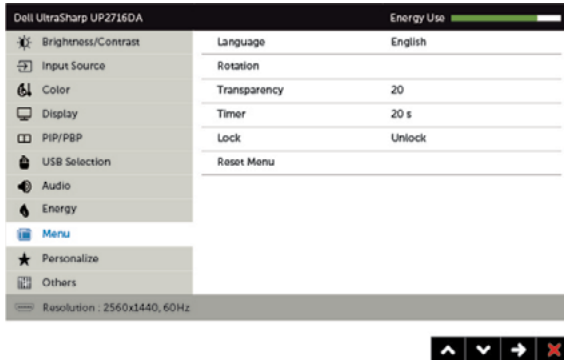 Dell UltraSharp UP2716DA Energy Use
Brightness/Contrast Language English
Input Source Rotation
Color Transparency 20
Display Timer 20 s
PIP/PBP Lock Unlock
USB Selection Reset Menu
Audio
Energy
Menu
Personalize
Others
Resolution : 2560x1440, 60Hz